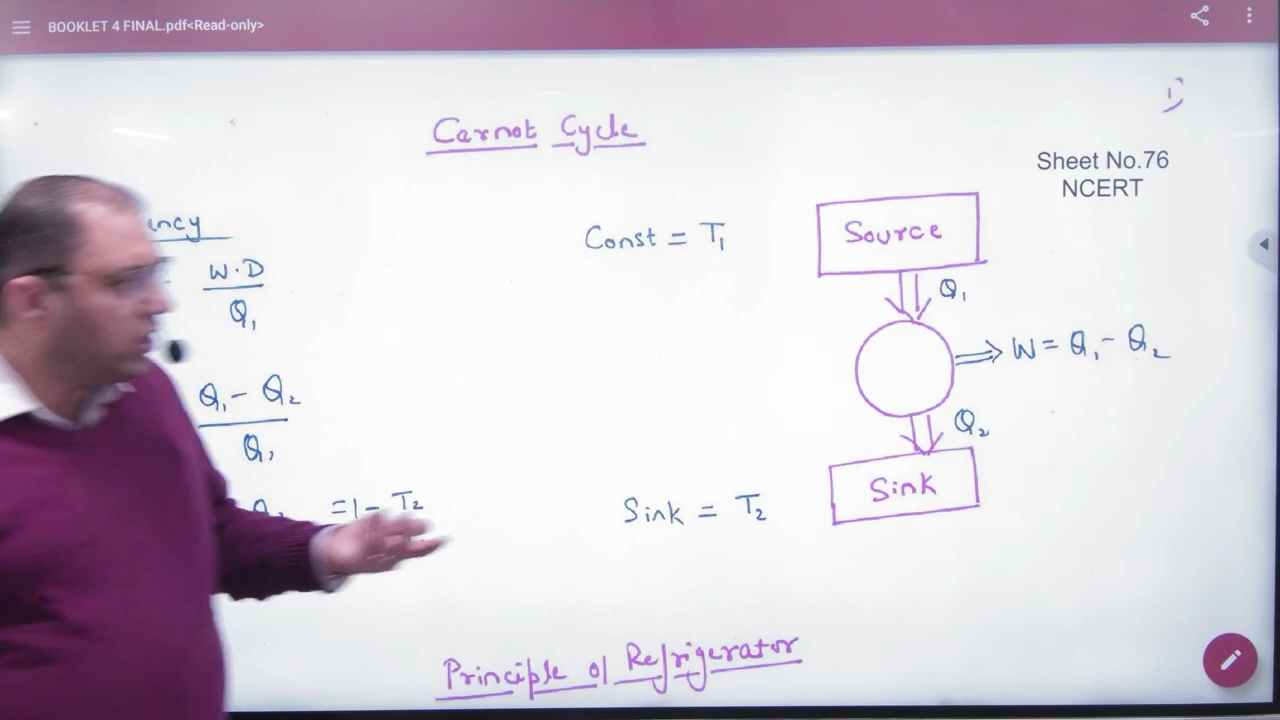 BOOKLET 4 FINAL.pdf<Read-only>
Carnot Cycle
Sheet No.76
NCERT
W·D
Q₁
Const = T₁
Source
Q₁
W = Q₁ - Q₂
Q₁ - Q₂
Q₁
Q₂
Sink
= 1 - T₂
Sink = T₂
Principle of Refrigerator